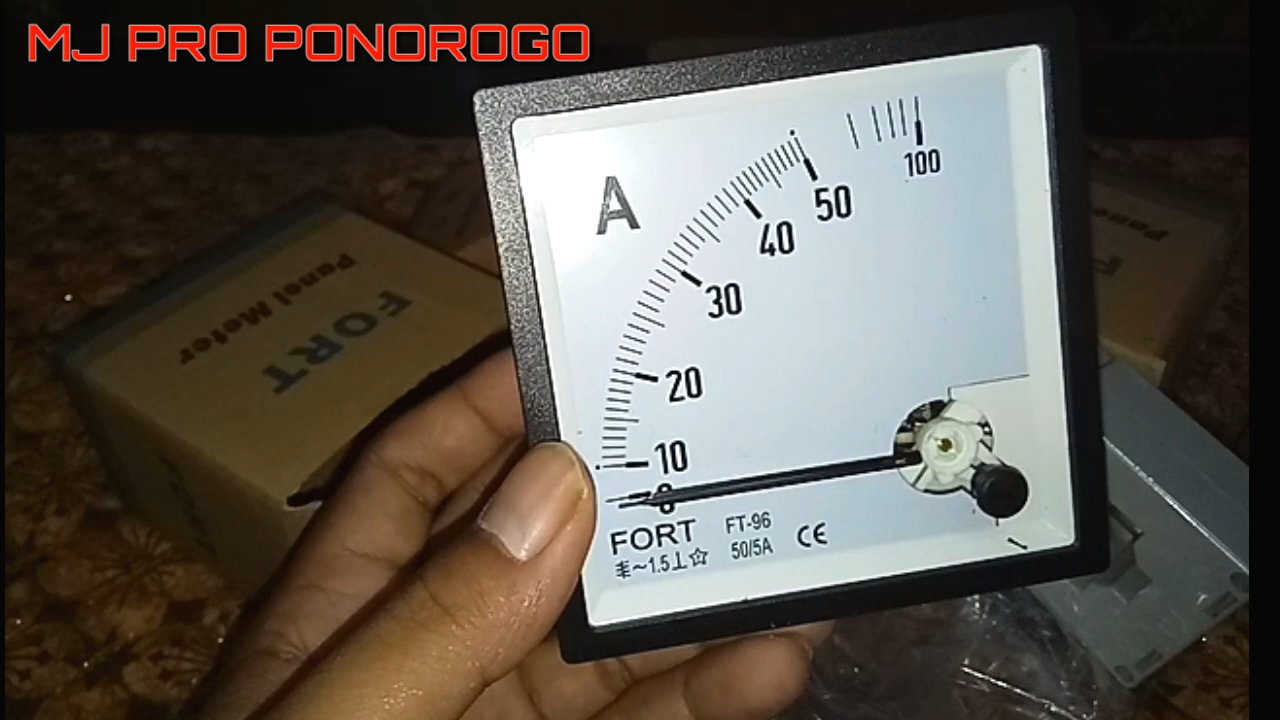 MJ PRO PONOROGO
A
100
50
40
30
20
10
0
FORT
FT-96
50/5A
CE
~1.5⊥☆
FORT
Panel Meter